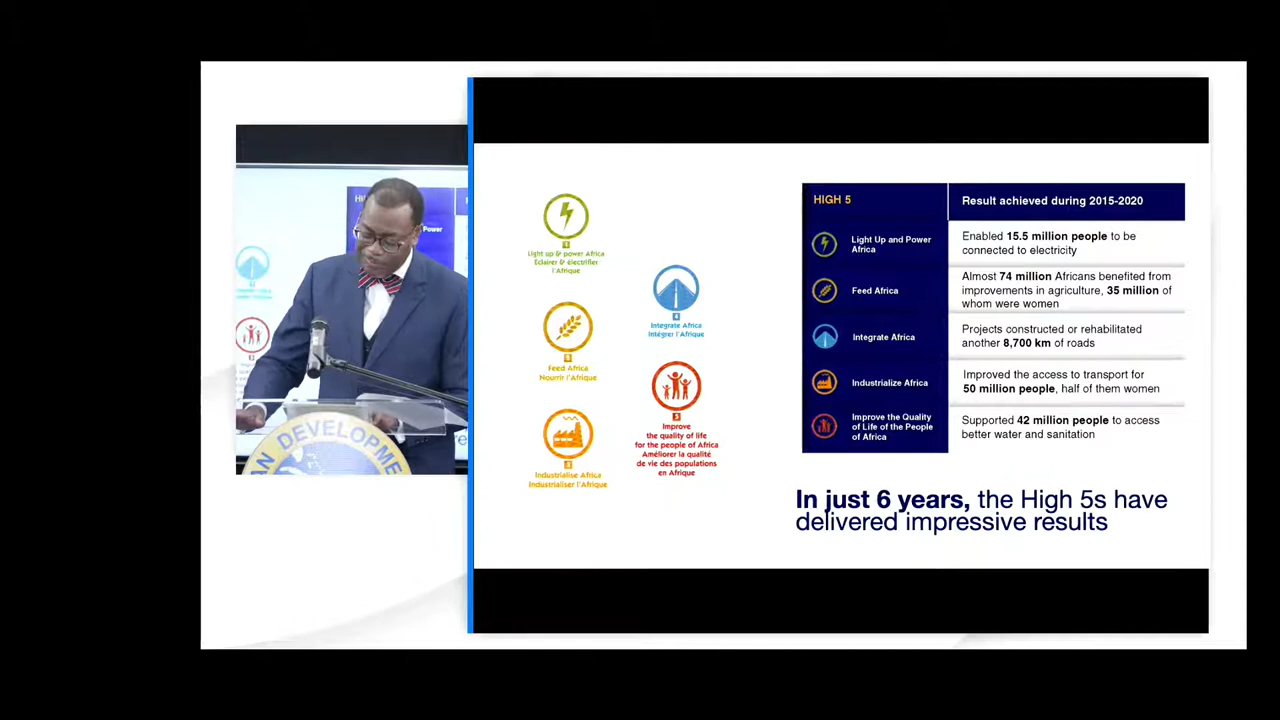 AN DEVELOPMEN
Power
1
Light up & power Africa
Eclairer & électrifier
l'Afrique
Feed Africa
Nourrir l'Afrique
Industrialise Africa
Industrialiser l'Afrique
4
Integrate Africa
Intégrer l'Afrique
5
Improve
the quality of life
for the people of Africa
Améliorer la qualité
de vie des populations
en Afrique
HIGH 5
Result achieved during 2015-2020
Light Up and Power
Africa
Enabled 15.5 million people to be
connected to electricity
Feed Africa
Almost 74 million Africans benefited from
improvements in agriculture, 35 million of
whom were women
Integrate Africa
Projects constructed or rehabilitated
another 8,700 km of roads
Industrialize Africa
Improved the access to transport for
50 million people, half of them women
Improve the Quality
of Life of the People
of Africa
Supported 42 million people to access
better water and sanitation
In just 6 years, the High 5s have
delivered impressive results